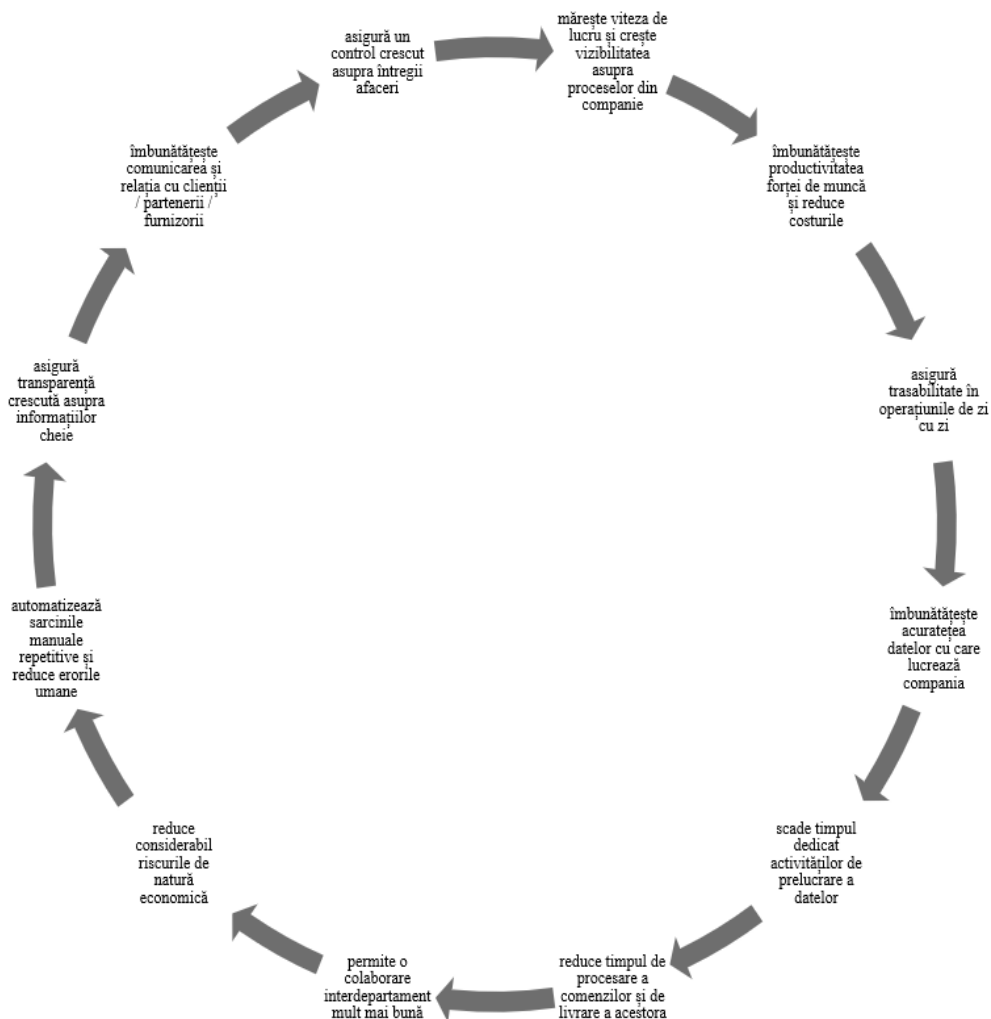 mărește viteza de
lucru și crește
vizibilitatea
asupra
proceselor din
companie
îmbunătățește
productivitatea
forței de muncă
și reduce
costurile
asigură
trasabilitate în
operațiunile de zi
cu zi
îmbunătățește
acuratețea
datelor cu care
lucrează
compania
scade timpul
dedicat
activităților de
prelucrare a
datelor
reduce timpul de
procesare a
comenzilor și de
livrare a acestora
permite o
colaborare
interdepartament
mult mai bună
reduce
considerabil
riscurile de
natură
economică
automatizează
sarcinile
manuale
repetitive și
reduce erorile
umane
asigură
transparență
crescută asupra
informațiilor
cheie
îmbunătățește
comunicarea și
relația cu clienții
/ partenerii /
furnizorii
asigură un
control crescut
asupra întregii
afaceri